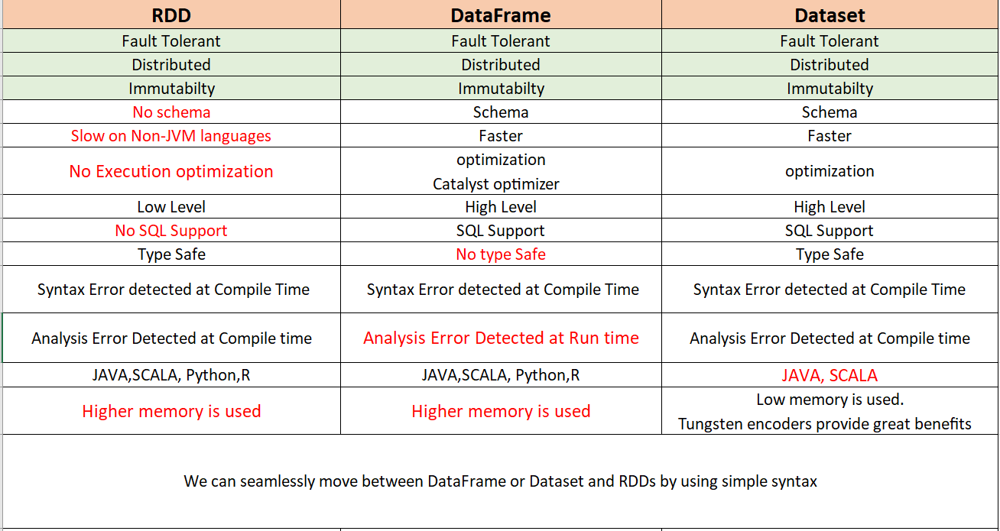 RDD DataFrame Dataset
Fault Tolerant Fault Tolerant Fault Tolerant
Distributed Distributed Distributed
Immutabilty Immutabilty Immutabilty
No schema Schema Schema
Slow on Non-JVM languages Faster Faster
No Execution optimization optimization optimization
Catalyst optimizer
Low Level High Level High Level
No SQL Support SQL Support SQL Support
Type Safe No type Safe Type Safe
Syntax Error detected at Compile Time Syntax Error detected at Compile Time Syntax Error detected at Compile Time
Analysis Error Detected at Compile time Analysis Error Detected at Run time Analysis Error Detected at Compile time
JAVA,SCALA, Python,R JAVA,SCALA, Python,R JAVA, SCALA
Higher memory is used Higher memory is used Low memory is used.
Tungsten encoders provide great benefits
We can seamlessly move between DataFrame or Dataset and RDDs by using simple syntax